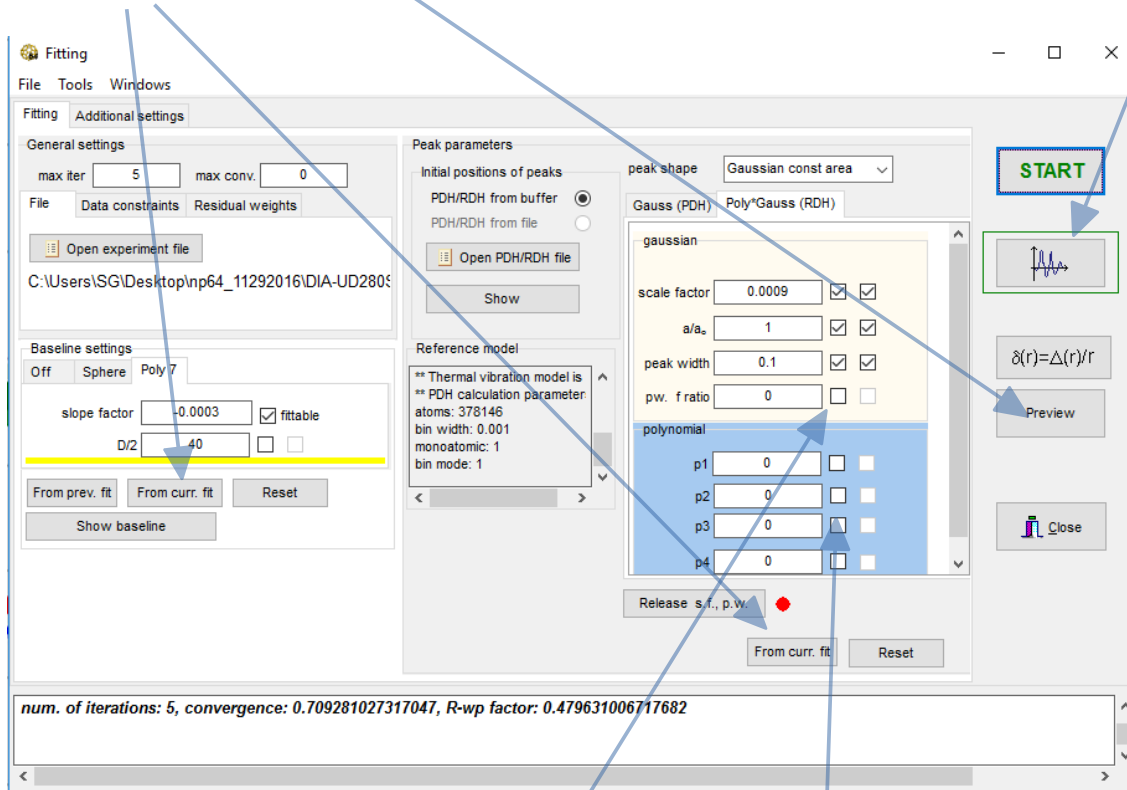 Fitting
File Tools Windows
Fitting Additional settings
General settings
max iter 5 max conv. 0
File Data constraints Residual weights
Open experiment file
C:\Users\SG\Desktop\np64_11292016\DIA-UD280S
Baseline settings
Off Sphere Poly 7
slope factor -0.0003 fittable
D/2 40
From prev. fit From curr. fit Reset
Show baseline
Peak parameters
Initial positions of peaks
PDH/RDH from buffer
PDH/RDH from file
Open PDH/RDH file
Show
Reference model
** Thermal vibration model is
** PDH calculation parameter
atoms: 378146
bin width: 0.001
monoatomic: 1
bin mode: 1
peak shape Gaussian const area
Gauss (PDH) Poly*Gauss (RDH)
gaussian
scale factor 0.0009
a/aₒ 1
peak width 0.1
pw. f ratio 0
polynomial
p1 0
p2 0
p3 0
p4 0
Release s.f., p.w.
From curr. fit Reset
START
δ(r)=Δ(r)/r
Preview
Close
num. of iterations: 5, convergence: 0.709281027317047, R-wp factor: 0.479631006717682